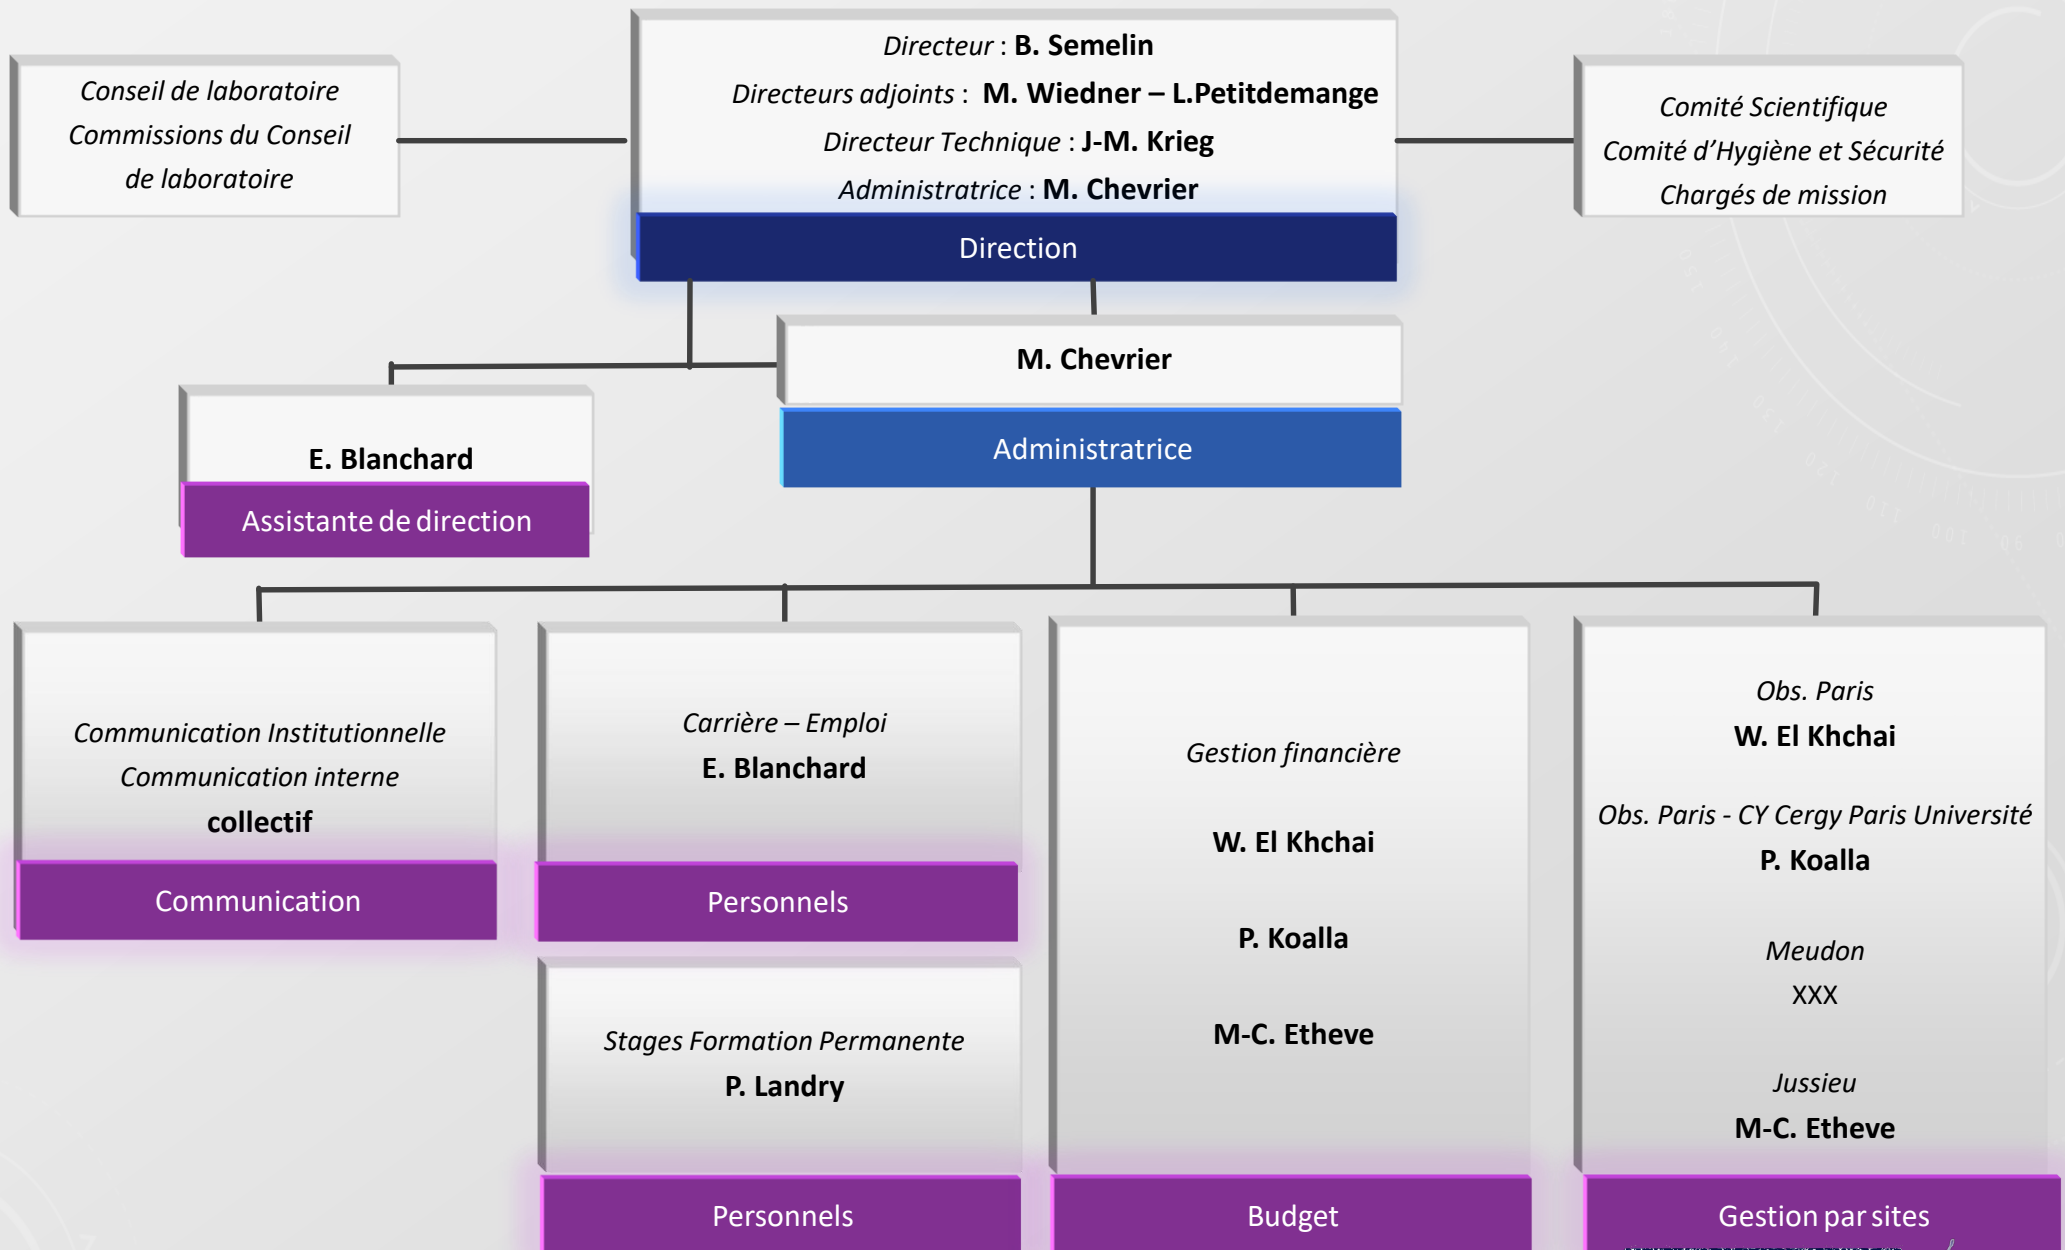 Directeur : B. Semelin
Directeurs adjoints : M. Wiedner – L.Petitdemange
Directeur Technique : J-M. Krieg
Administratrice : M. Chevrier
Direction
Conseil de laboratoire
Commissions du Conseil
de laboratoire
Comité Scientifique
Comité d'Hygiène et Sécurité
Chargés de mission
M. Chevrier
Administratrice
E. Blanchard
Assistante de direction
Communication Institutionnelle
Communication interne
collectif
Communication
Carrière – Emploi
E. Blanchard
Personnels
Stages Formation Permanente
P. Landry
Personnels
Gestion financière
W. El Khchai
P. Koalla
M-C. Etheve
Budget
Obs. Paris
W. El Khchai
Obs. Paris - CY Cergy Paris Université
P. Koalla
Meudon
XXX
Jussieu
M-C. Etheve
Gestion par sites